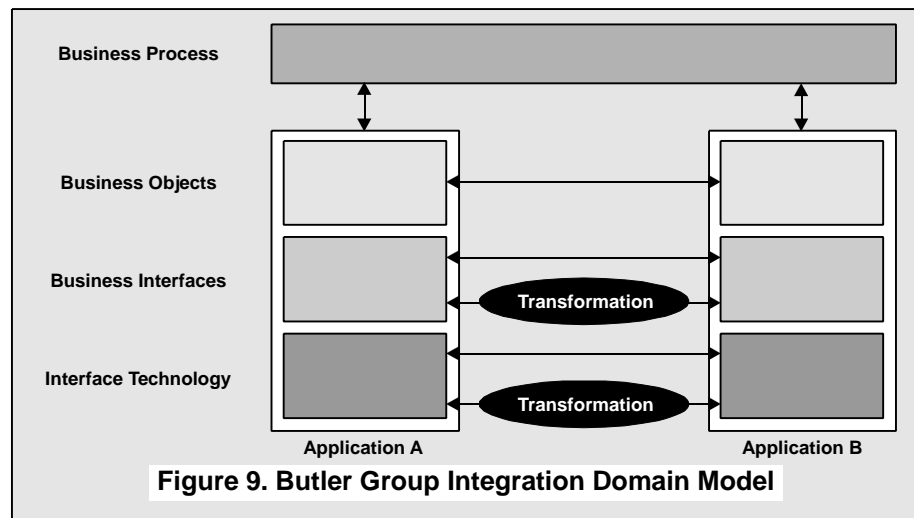 Business Process
Business Objects
Business Interfaces
Transformation
Interface Technology
Transformation
Application A
Application B
Figure 9. Butler Group Integration Domain Model